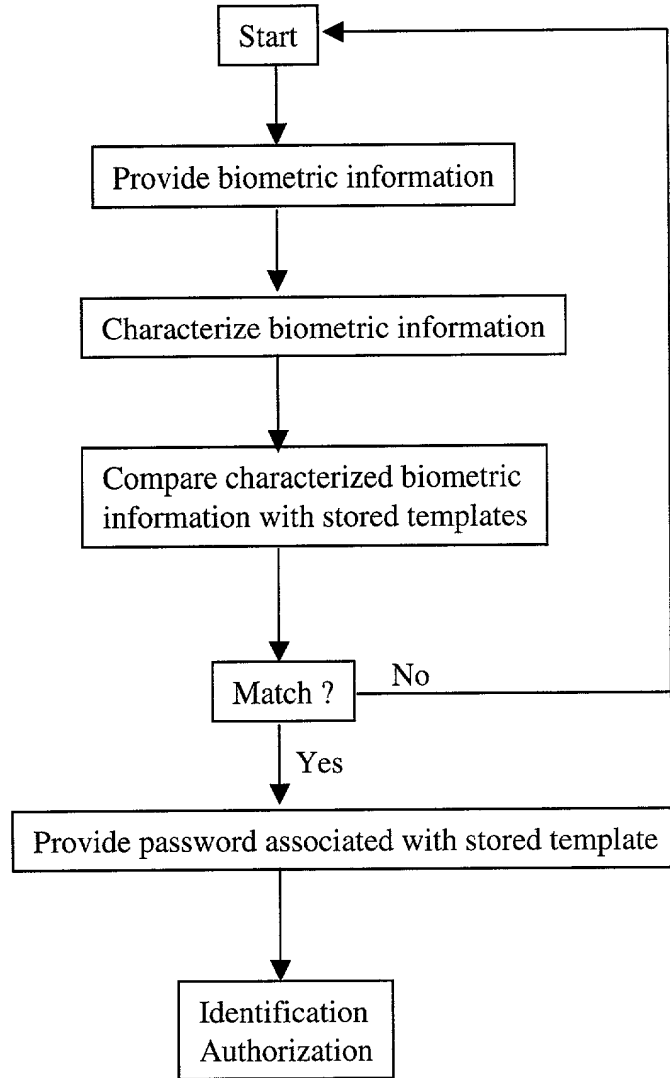 Start
Provide biometric information
Characterize biometric information
Compare characterized biometric
information with stored templates
Match ?
No
Yes
Provide password associated with stored template
Identification
Authorization